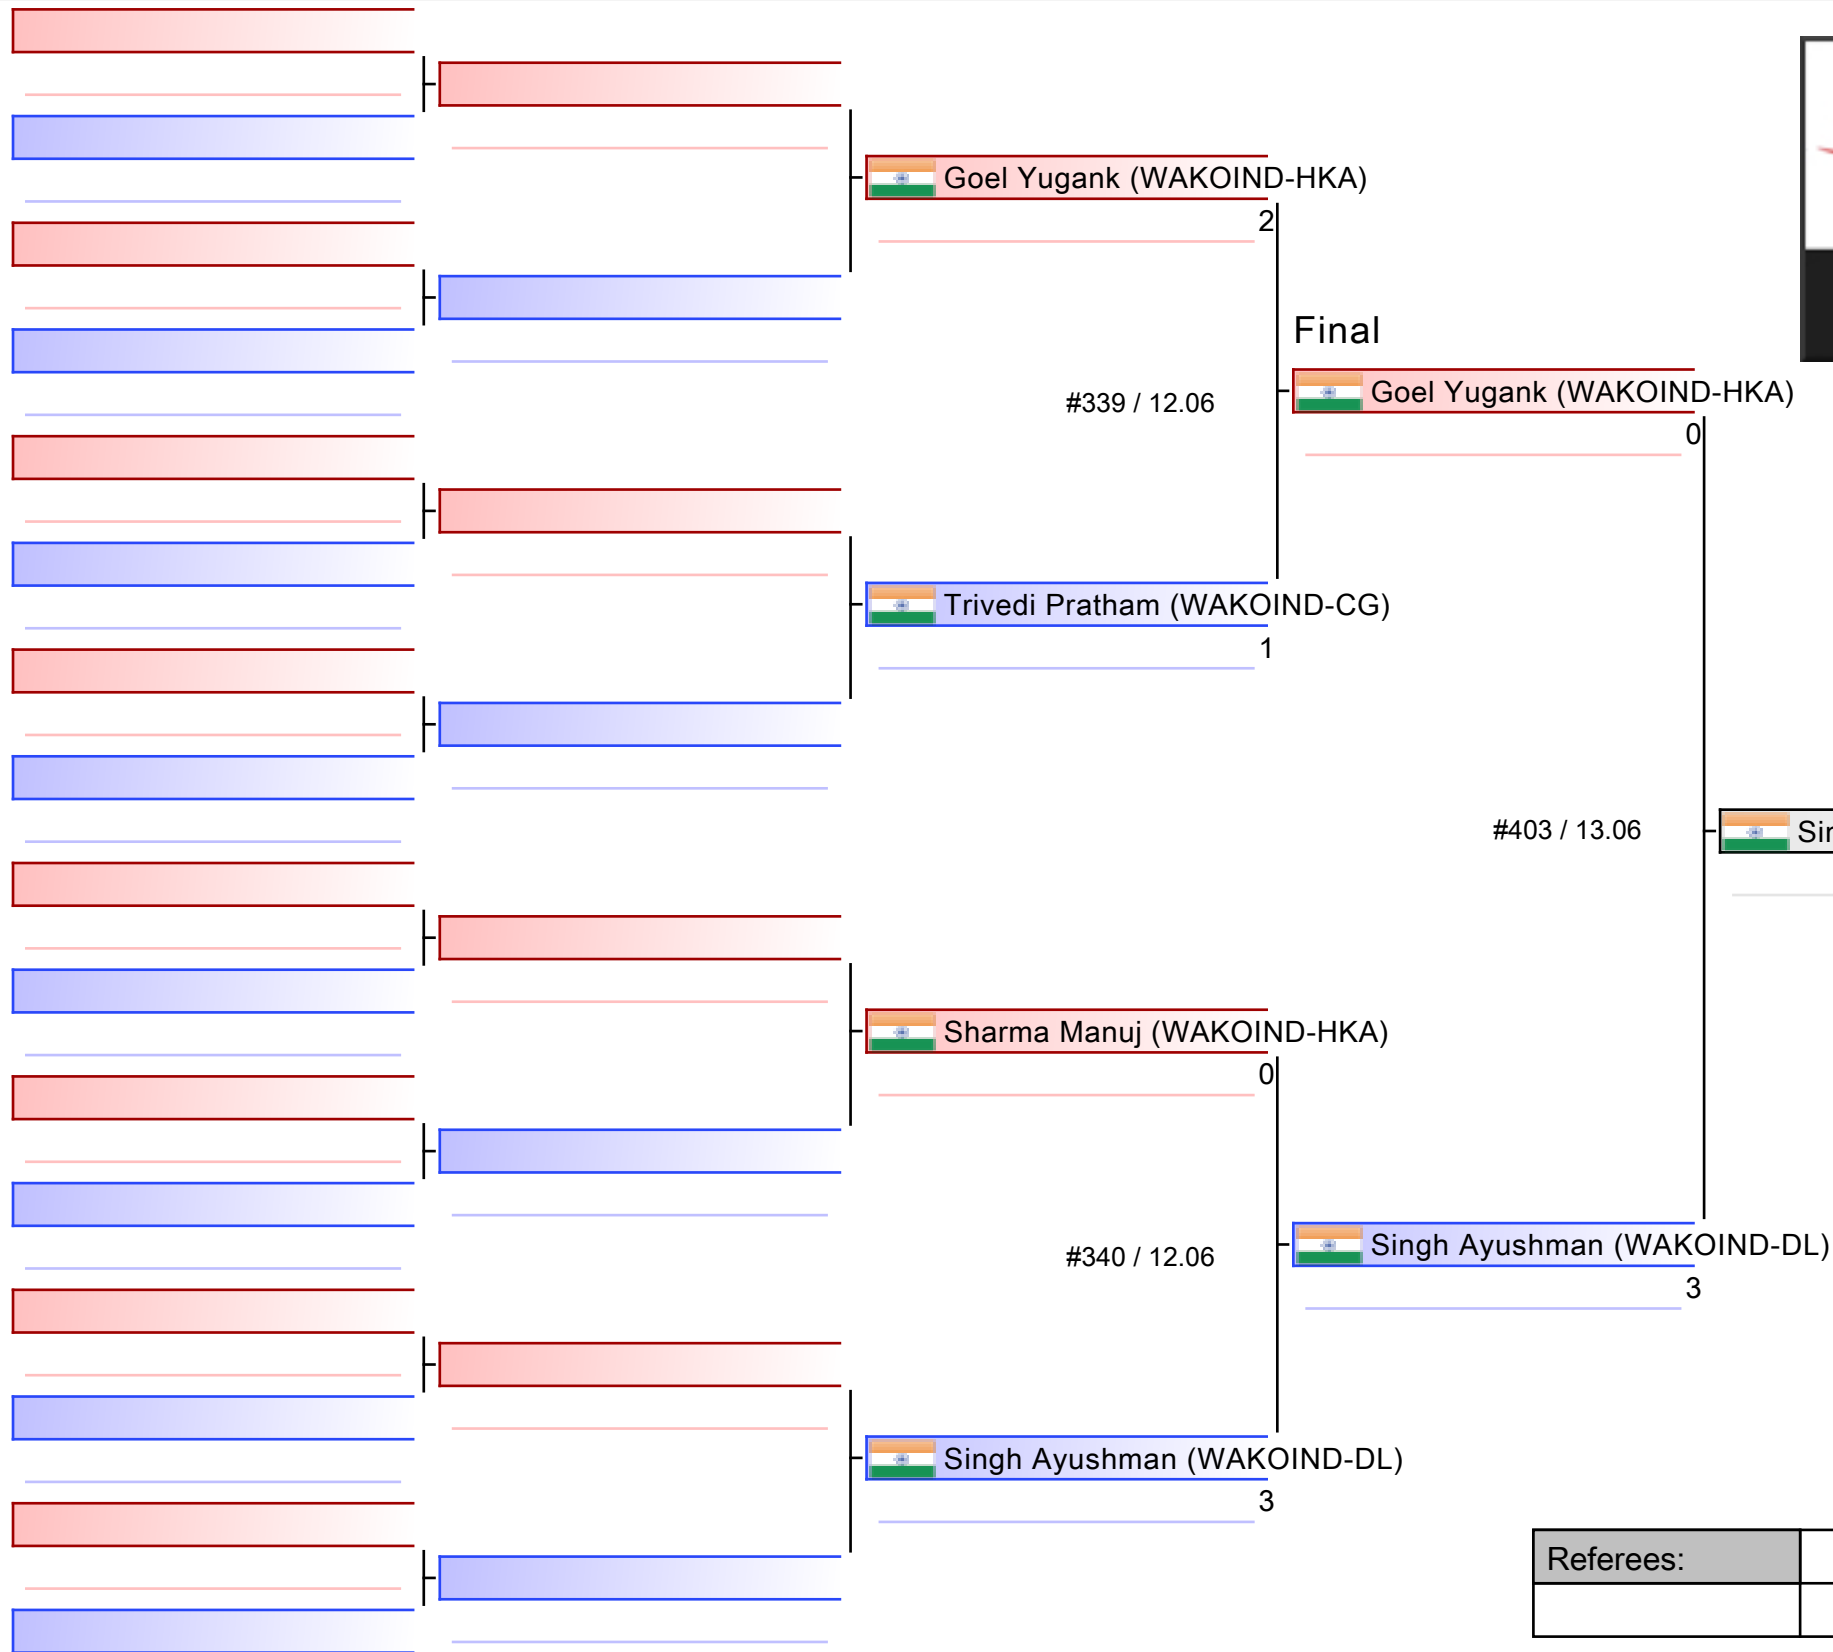 Goel Yugank (WAKOIND-HKA)
2
Final
#339 / 12.06
Goel Yugank (WAKOIND-HKA)
0
Trivedi Pratham (WAKOIND-CG)
1
#403 / 13.06
Sharma Manuj (WAKOIND-HKA)
0
#340 / 12.06
Singh Ayushman (WAKOIND-DL)
3
Singh Ayushman (WAKOIND-DL)
3
Referees: